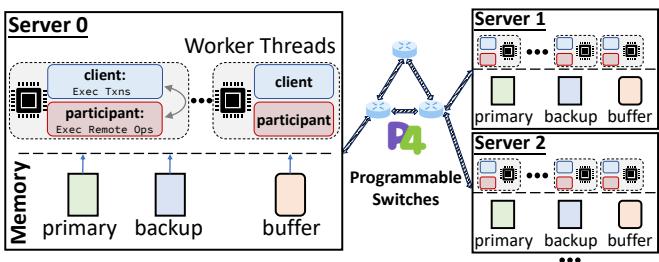 Server 0
Worker Threads
client:
Exec Txns
participant:
Exec Remote Ops
•••
client
participant
Memory
primary
backup
buffer
P4
Programmable
Switches
Server 1
•••
primary
backup
buffer
Server 2
•••
primary
backup
buffer
•••